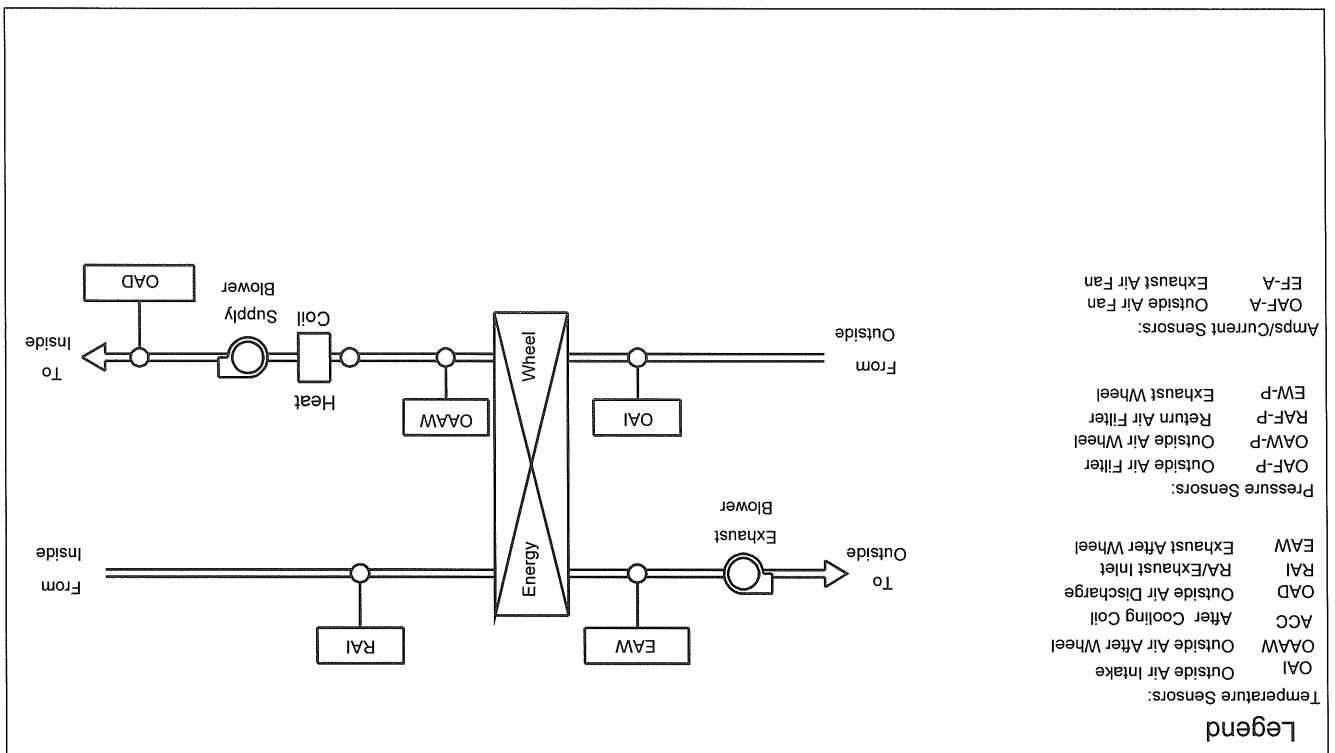 Legend
Temperature Sensors:
OAI Outside Air Intake
OAAW Outside Air After Wheel
ACC After Cooling Coil
OAD Outside Air Discharge
RAI RA/Exhaust Inlet
EAW Exhaust After Wheel
Pressure Sensors:
OAF-P Outside Air Filter
OAW-P Outside Air Wheel
RAF-P Return Air Filter
EW-P Exhaust Wheel
Amps/Current Sensors:
OAF-A Outside Air Fan
EF-A Exhaust Air Fan
EAW
RAI
To
Outside
Exhaust
Blower
Energy Wheel
From
Inside
OAI
OAAW
From
Outside
Heat
Coil
Supply
Blower
To
Inside
OAD